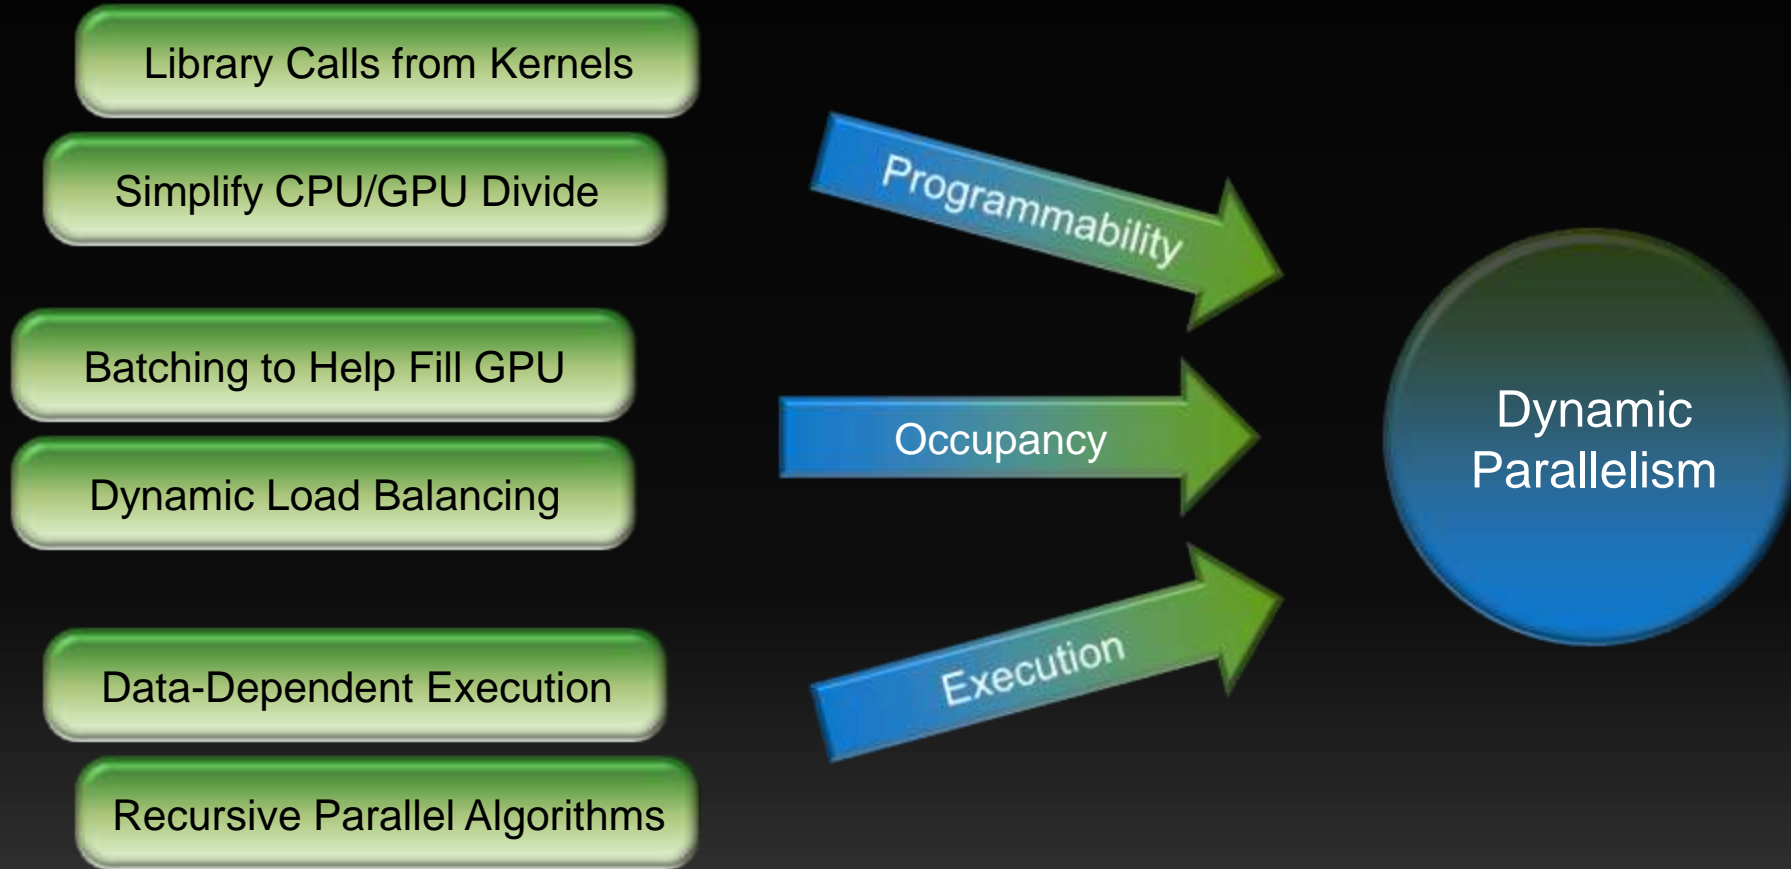 Library Calls from Kernels
Simplify CPU/GPU Divide
Programmability
Batching to Help Fill GPU
Dynamic Load Balancing
Occupancy
Data-Dependent Execution
Recursive Parallel Algorithms
Execution
Dynamic
Parallelism